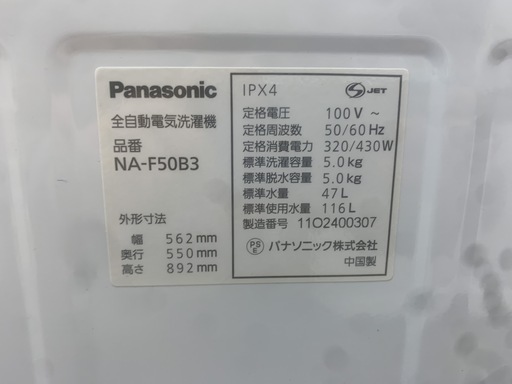 Panasonic
全自動電気洗濯機
品番
NA-F50B3
外形寸法
幅 562mm
奥行 550mm
高さ 892mm
IPX4
S JET
定格電圧 100V ~
定格周波数 50/60Hz
定格消費電力 320/430W
標準洗濯容量 5.0kg
標準脱水容量 5.0kg
標準水量 47L
標準使用水量 116L
製造番号 11O2400307
PSE パナソニック株式会社
中国製